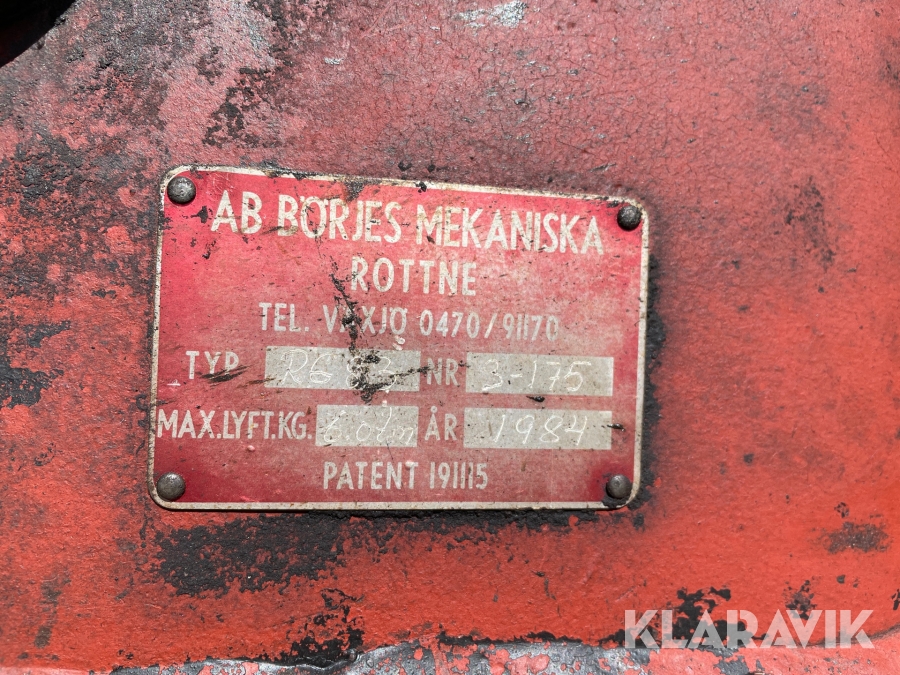 AB BÖRJES MEKANISKA
ROTTNE
TEL. VÄXJÖ 0470/91170
TYP NR 3-175
MAX.LYFT.KG. ÅR 1984
PATENT 191115
KLARAVIK